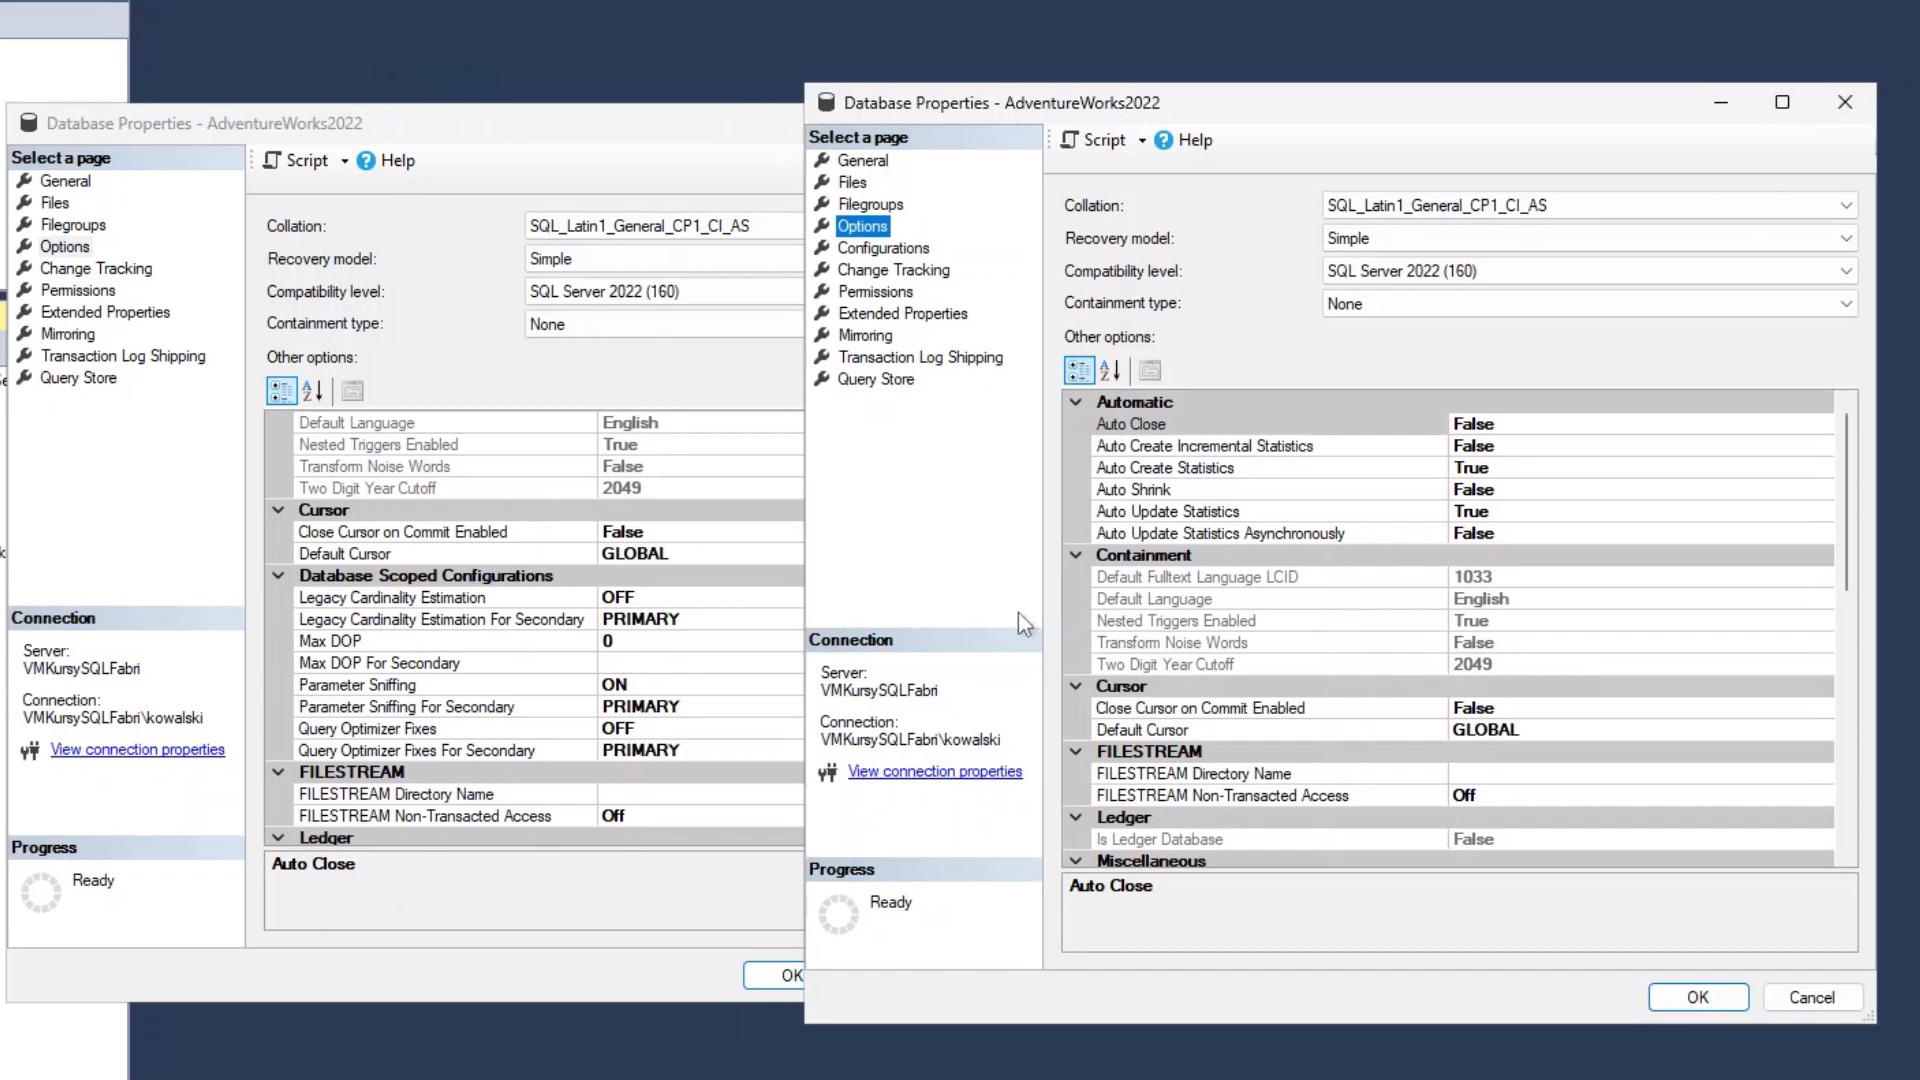 Database Properties - AdventureWorks2022
Select a page
General
Files
Filegroups
Options
Change Tracking
Permissions
Extended Properties
Mirroring
Transaction Log Shipping
Query Store
Connection
Server:
VMKursySQLFabri
Connection:
VMKursySQLFabri\kowalski
View connection properties
Progress
Ready
Script
Help
Collation: SQL_Latin1_General_CP1_CI_AS
Recovery model: Simple
Compatibility level: SQL Server 2022 (160)
Containment type: None
Other options:
Default Language English
Nested Triggers Enabled True
Transform Noise Words False
Two Digit Year Cutoff 2049
Cursor
Close Cursor on Commit Enabled False
Default Cursor GLOBAL
Database Scoped Configurations
Legacy Cardinality Estimation OFF
Legacy Cardinality Estimation For Secondary PRIMARY
Max DOP 0
Max DOP For Secondary
Parameter Sniffing ON
Parameter Sniffing For Secondary PRIMARY
Query Optimizer Fixes OFF
Query Optimizer Fixes For Secondary PRIMARY
FILESTREAM
FILESTREAM Directory Name
FILESTREAM Non-Transacted Access Off
Ledger
Auto Close
OK
Database Properties - AdventureWorks2022
Select a page
General
Files
Filegroups
Options
Configurations
Change Tracking
Permissions
Extended Properties
Mirroring
Transaction Log Shipping
Query Store
Connection
Server:
VMKursySQLFabri
Connection:
VMKursySQLFabri\kowalski
View connection properties
Progress
Ready
Script
Help
Collation: SQL_Latin1_General_CP1_CI_AS
Recovery model: Simple
Compatibility level: SQL Server 2022 (160)
Containment type: None
Other options:
Automatic
Auto Close False
Auto Create Incremental Statistics False
Auto Create Statistics True
Auto Shrink False
Auto Update Statistics True
Auto Update Statistics Asynchronously False
Containment
Default Fulltext Language LCID 1033
Default Language English
Nested Triggers Enabled True
Transform Noise Words False
Two Digit Year Cutoff 2049
Cursor
Close Cursor on Commit Enabled False
Default Cursor GLOBAL
FILESTREAM
FILESTREAM Directory Name
FILESTREAM Non-Transacted Access Off
Ledger
Is Ledger Database False
Miscellaneous
Auto Close
OK
Cancel